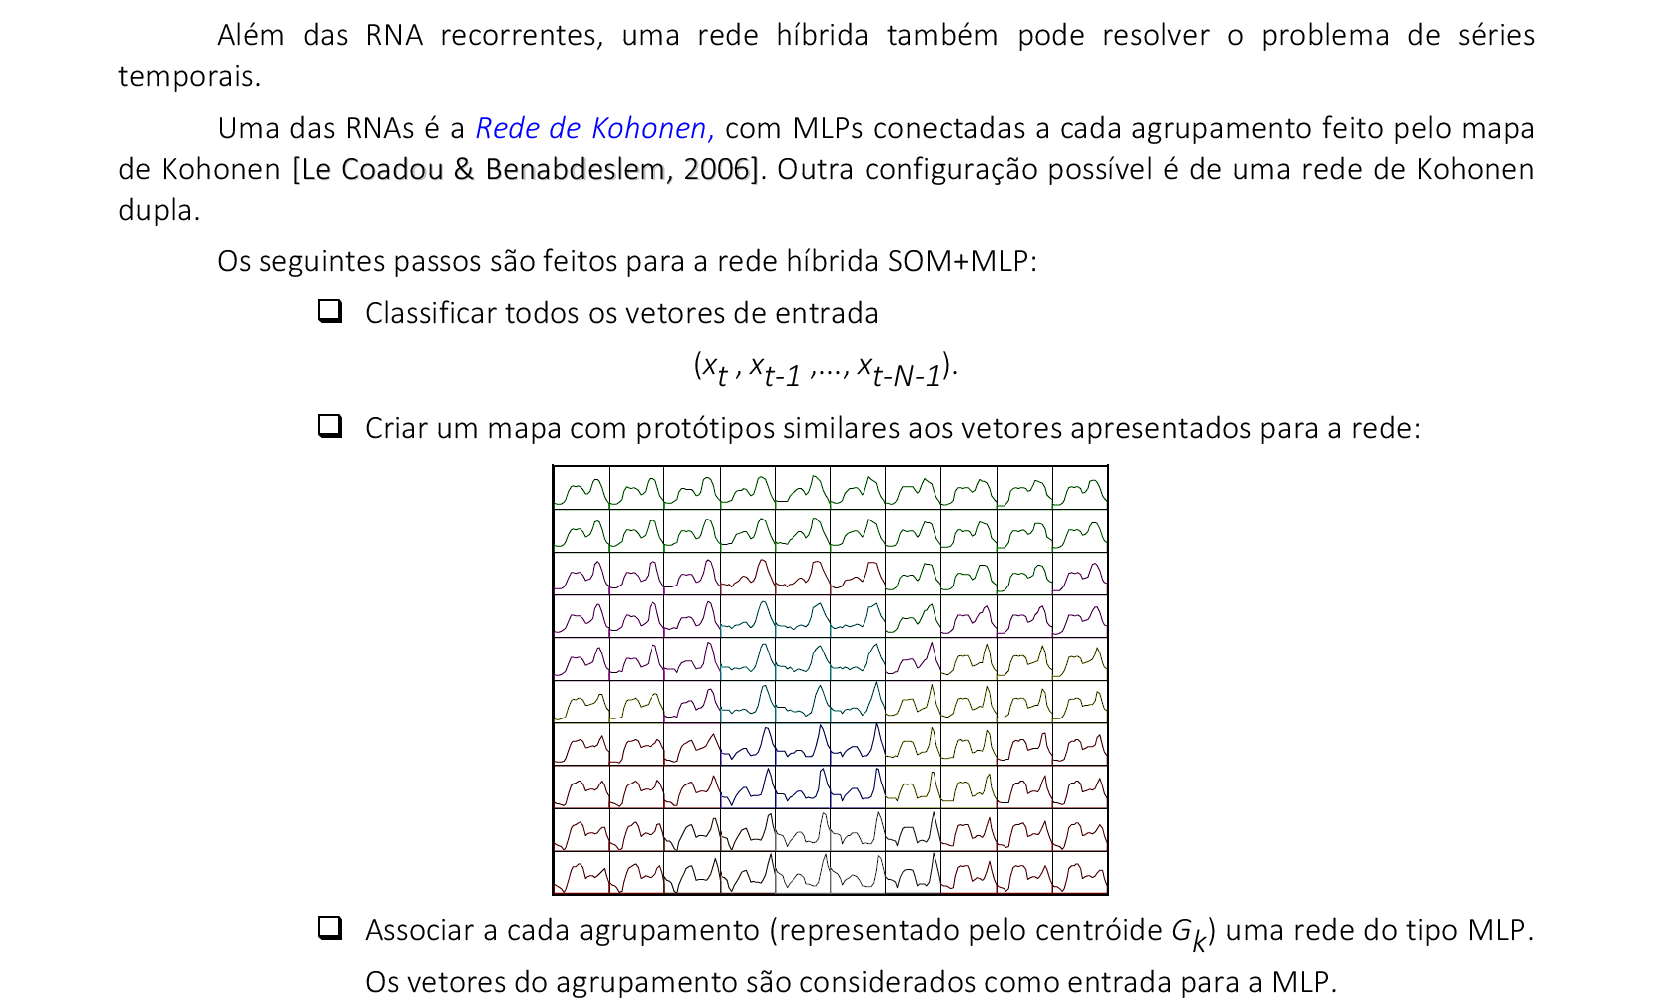 Além das RNA recorrentes, uma rede híbrida também pode resolver o problema de séries
temporais.
Uma das RNAs é a Rede de Kohonen, com MLPs conectadas a cada agrupamento feito pelo mapa
de Kohonen [Le Coadou & Benabdeslem, 2006]. Outra configuração possível é de uma rede de Kohonen
dupla.
Os seguintes passos são feitos para a rede híbrida SOM+MLP:
❑ Classificar todos os vetores de entrada
(x_t , x_{t-1} ,..., x_{t-N-1}).
❑ Criar um mapa com protótipos similares aos vetores apresentados para a rede:
❑ Associar a cada agrupamento (representado pelo centróide G_k) uma rede do tipo MLP.
Os vetores do agrupamento são considerados como entrada para a MLP.